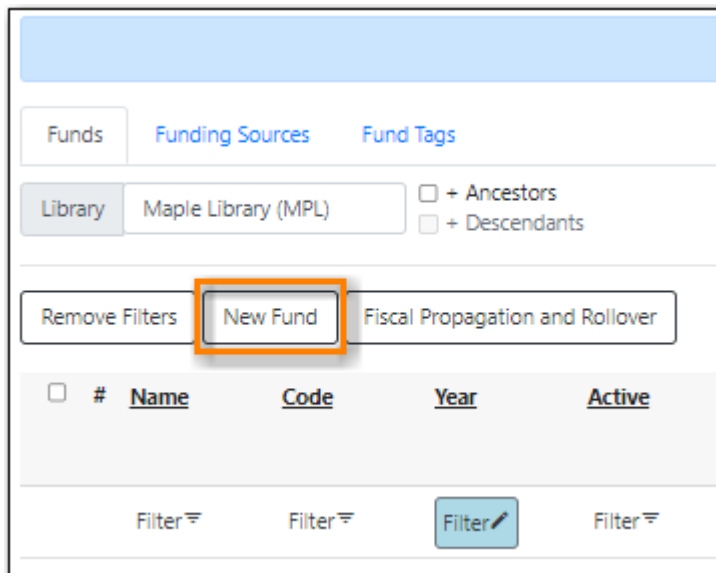 Funds Funding Sources Fund Tags
Library Maple Library (MPL) + Ancestors
+ Descendants
Remove Filters New Fund Fiscal Propagation and Rollover
# Name Code Year Active
Filter Filter Filter Filter